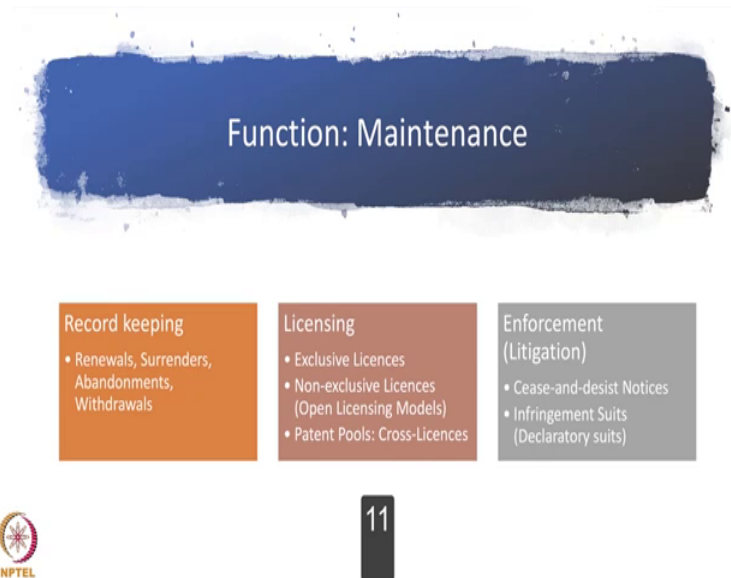 Function: Maintenance
Record keeping
• Renewals, Surrenders,
Abandonments,
Withdrawals
Licensing
• Exclusive Licences
• Non-exclusive Licences
(Open Licensing Models)
• Patent Pools: Cross-Licences
Enforcement
(Litigation)
• Cease-and-desist Notices
• Infringement Suits
(Declaratory suits)
11
NPTEL